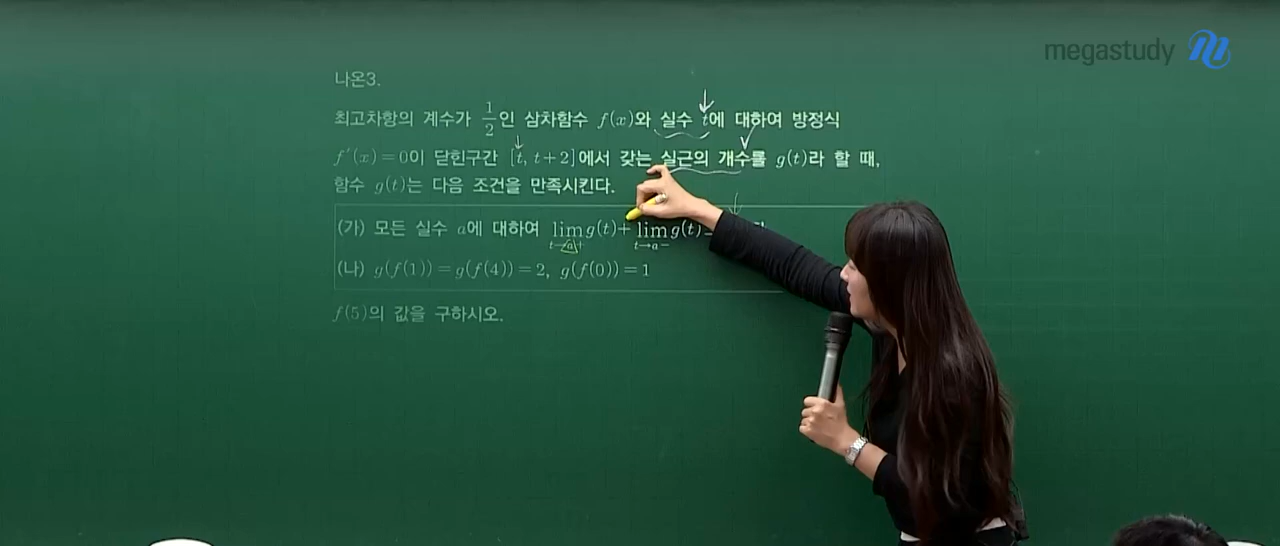 megastudy
나온3.
최고차항의 계수가 1/2인 삼차함수 f(x)와 실수 t에 대하여 방정식
f′(x)=0이 닫힌구간 [t, t+2]에서 갖는 실근의 개수를 g(t)라 할 때,
함수 g(t)는 다음 조건을 만족시킨다.
(가) 모든 실수 a에 대하여 lim t→a+ g(t)+ lim t→a− g(t)
(나) g(f(1))=g(f(4))=2, g(f(0))=1
f(5)의 값을 구하시오.